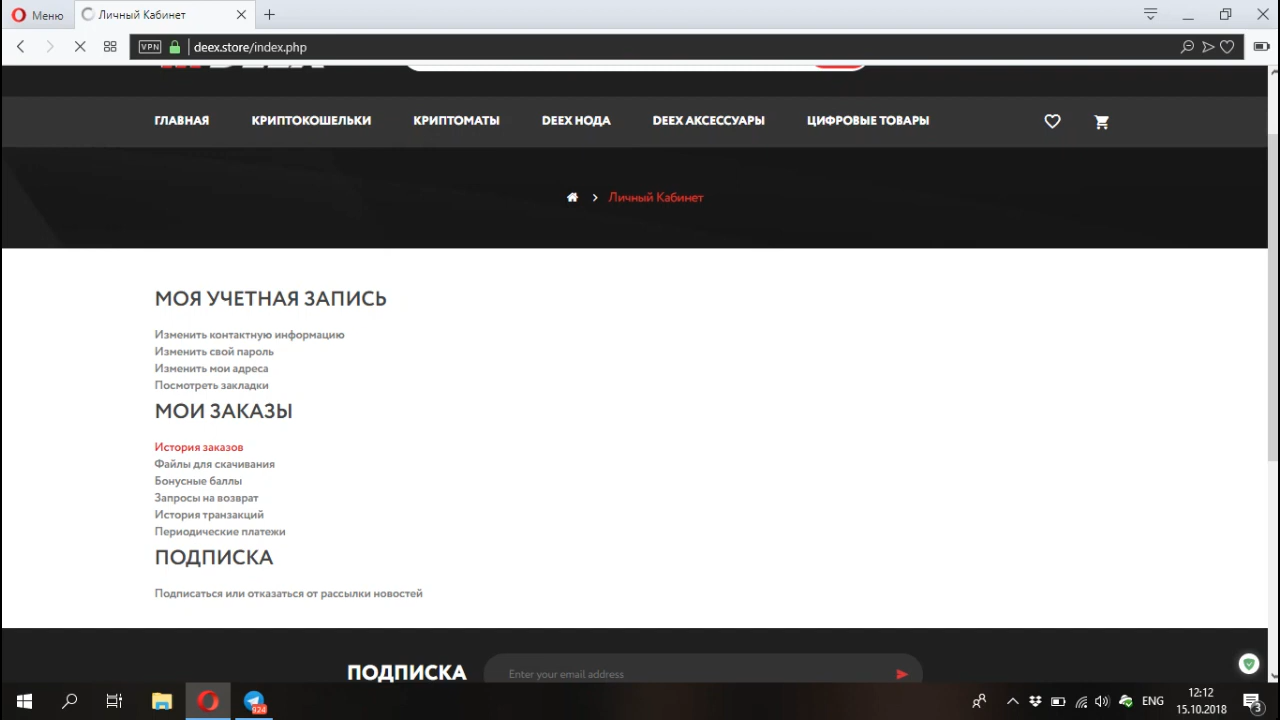 Меню
Личный Кабинет
VPN
deex.store/index.php
ГЛАВНАЯ
КРИПТОКОШЕЛЬКИ
КРИПТОМАТЫ
DEEX НОДА
DEEX АКСЕССУАРЫ
ЦИФРОВЫЕ ТОВАРЫ
Личный Кабинет
МОЯ УЧЕТНАЯ ЗАПИСЬ
Изменить контактную информацию
Изменить свой пароль
Изменить мои адреса
Посмотреть закладки
МОИ ЗАКАЗЫ
История заказов
Файлы для скачивания
Бонусные баллы
Запросы на возврат
История транзакций
Периодические платежи
ПОДПИСКА
Подписаться или отказаться от рассылки новостей
ПОДПИСКА
Enter your email address
924
ENG
12:12
15.10.2018
3